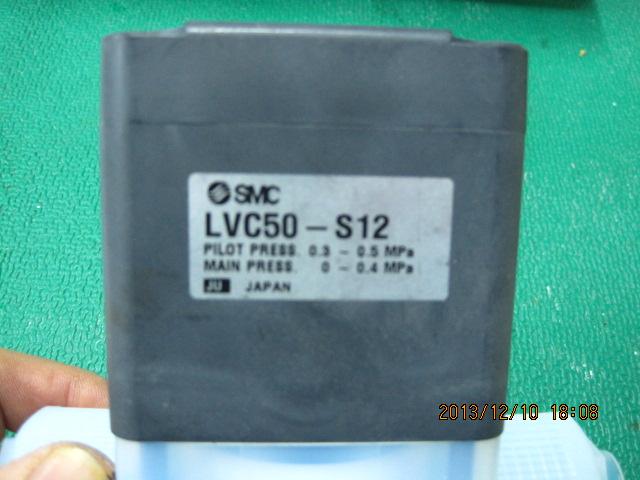 SMC
LVC50-S12
PILOT PRESS. 0.3 - 0.5 MPa
MAIN PRESS. 0 - 0.4 MPa
JU JAPAN
2013/12/10 18:08